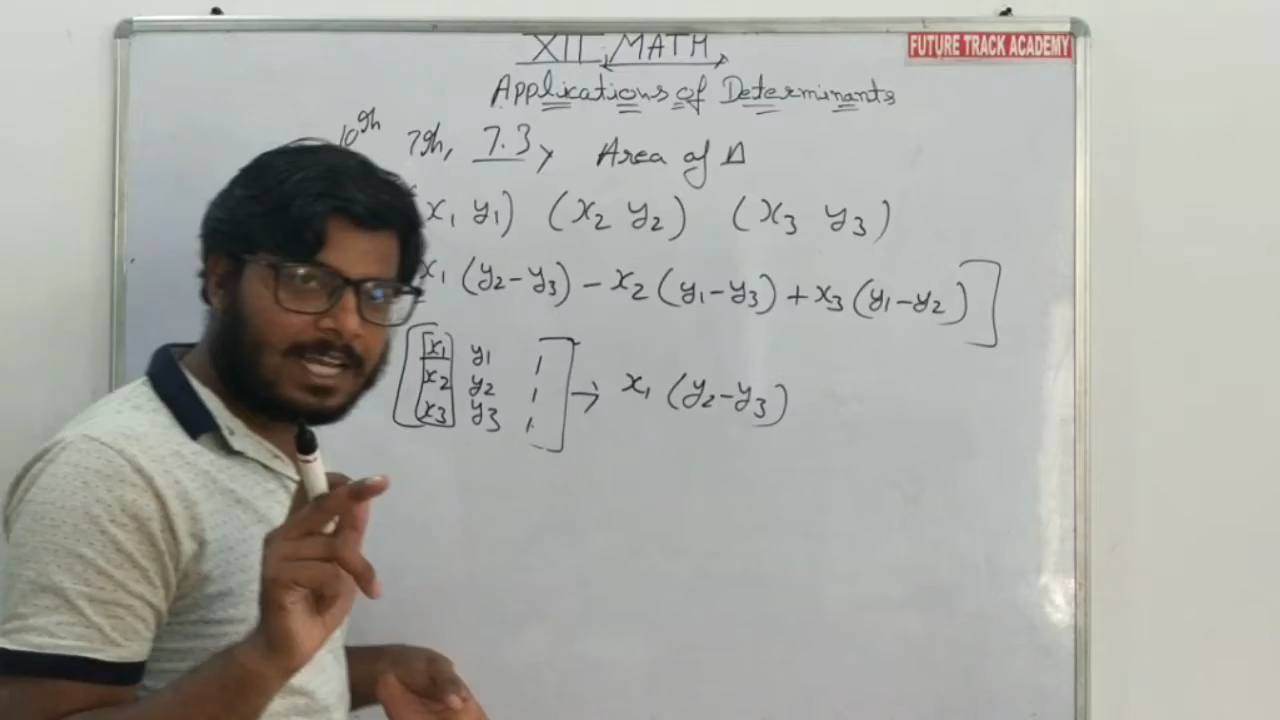 XII MATH
FUTURE TRACK ACADEMY
Applications of Determinants
10th 7th, 7.3, Area of Δ
x₁ y₁) (x₂ y₂) (x₃ y₃)
x₁ (y₂-y₃) - x₂ (y₁-y₃) + x₃ (y₁-y₂)]
[x₁ y₁ 1
x₂ y₂ 1 ] → x₁ (y₂-y₃)
x₃ y₃ 1